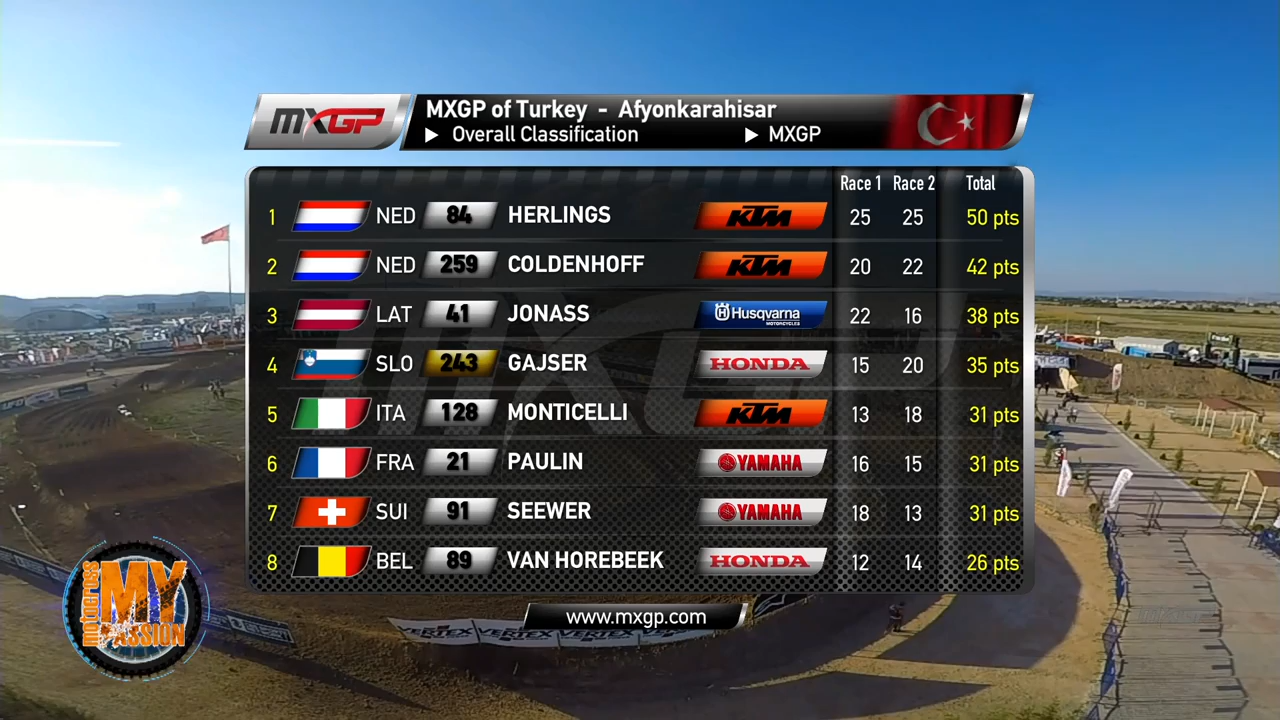 MXGP
MXGP of Turkey - Afyonkarahisar
Overall Classification MXGP
Race 1 Race 2 Total
1 NED 84 HERLINGS KTM 25 25 50 pts
2 NED 259 COLDENHOFF KTM 20 22 42 pts
3 LAT 41 JONASS Husqvarna MOTORCYCLES 22 16 38 pts
4 SLO 243 GAJSER HONDA 15 20 35 pts
5 ITA 128 MONTICELLI KTM 13 18 31 pts
6 FRA 21 PAULIN YAMAHA 16 15 31 pts
7 SUI 91 SEEWER YAMAHA 18 13 31 pts
8 BEL 89 VAN HOREBEEK HONDA 12 14 26 pts
www.mxgp.com
motocross
MY
PASSION
VERTEX VERTEX VERTEX VERTEX